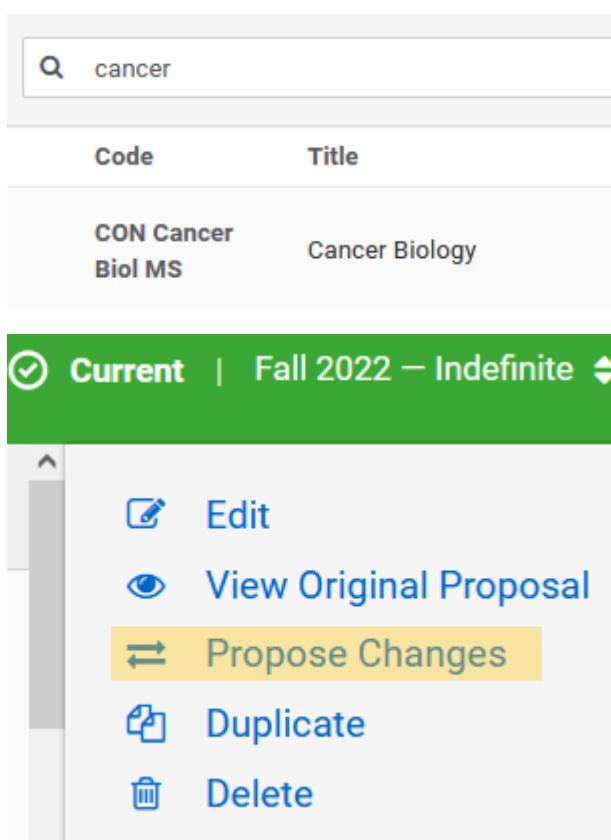 cancer
Code Title
CON Cancer
Biol MS
Cancer Biology
Current | Fall 2022 — Indefinite
Edit
View Original Proposal
Propose Changes
Duplicate
Delete